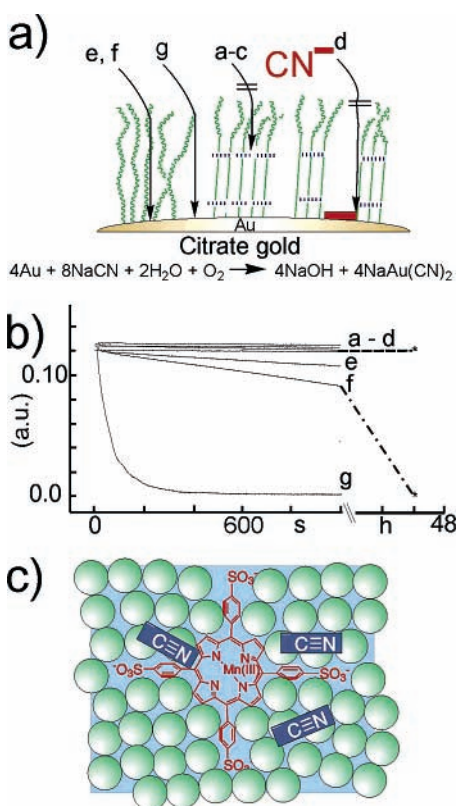 a)
e, f g a-c CN⁻ d
Au
Citrate gold
4Au + 8NaCN + 2H₂O + O₂ → 4NaOH + 4NaAu(CN)₂
b)
a - d
e
0.10
f
(a.u.)
g
0.0
0 600 s h 48
c)
SO₃⁻
C≡N
C≡N
N N
Mn(III)
⁻O₃S SO₃⁻
N N
C≡N
SO₃⁻